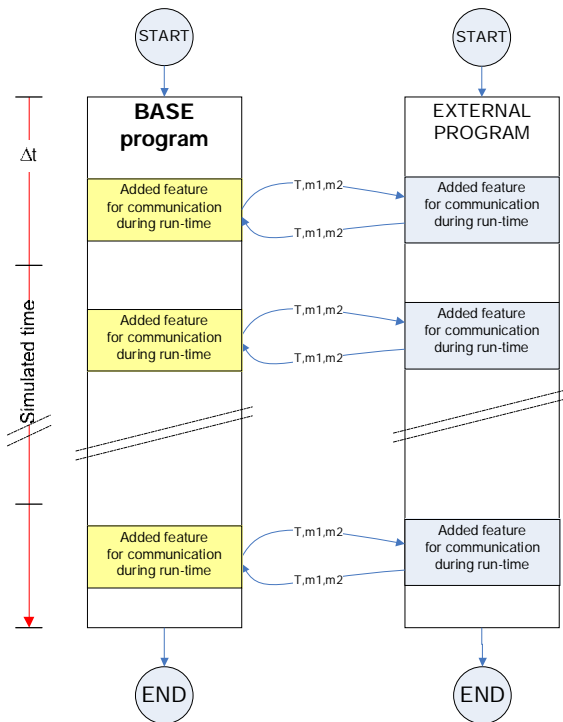 START
START
BASE
program
EXTERNAL
PROGRAM
Δt
Added feature
for communication
during run-time
T,m1,m2
T,m1,m2
Added feature
for communication
during run-time
Simulated time
Added feature
for communication
during run-time
T,m1,m2
T,m1,m2
Added feature
for communication
during run-time
Added feature
for communication
during run-time
T,m1,m2
T,m1,m2
Added feature
for communication
during run-time
END
END